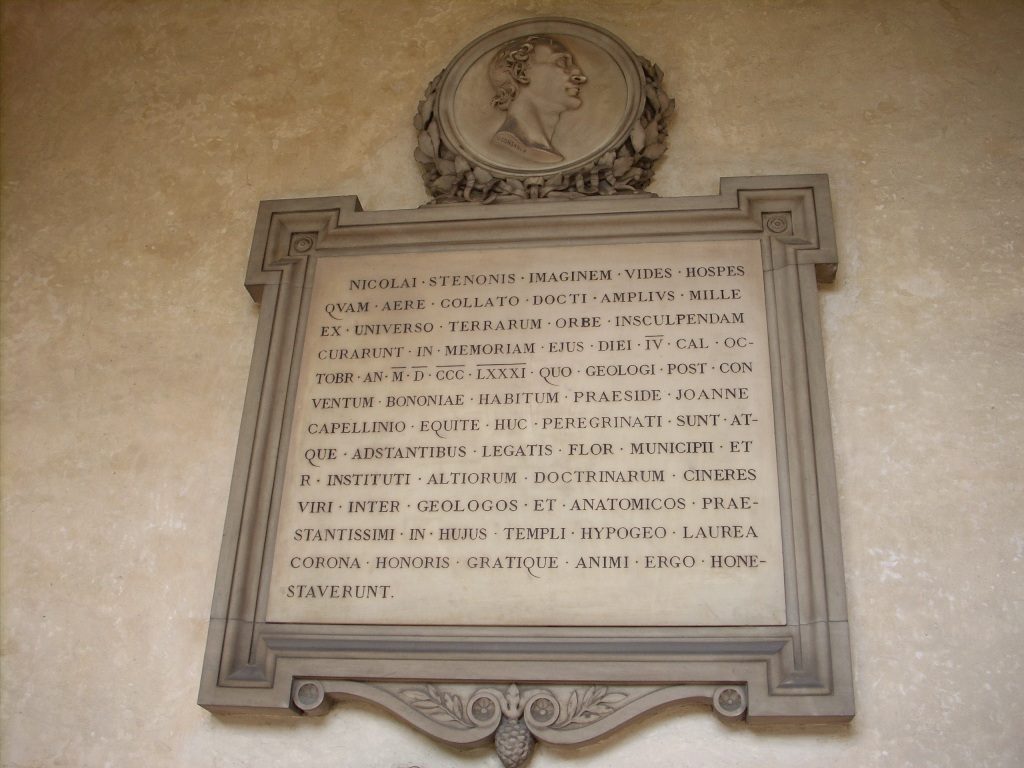 NICOLAI · STENONIS · IMAGINEM · VIDES · HOSPES
QVAM · AERE · COLLATO · DOCTI · AMPLIVS · MILLE
EX · UNIVERSO · TERRARUM · ORBE · INSCULPENDAM
CURARUNT · IN · MEMORIAM · EJUS · DIEI · I̅V̅ · CAL · OC-
TOBR · AN · M̅ · D̅ · C̅C̅C̅ · L̅X̅X̅X̅I̅ · QUO · GEOLOGI · POST · CON
VENTUM · BONONIAE · HABITUM · PRAESIDE · JOANNE
CAPELLINIO · EQUITE · HUC · PEREGRINATI · SUNT · AT-
QUE · ADSTANTIBUS · LEGATIS · FLOR · MUNICIPII · ET
R · INSTITUTI · ALTIORUM · DOCTRINARUM · CINERES
VIRI · INTER · GEOLOGOS · ET · ANATOMICOS · PRAE-
STANTISSIMI · IN · HUJUS · TEMPLI · HYPOGEO · LAUREA
CORONA · HONORIS · GRATIQUE · ANIMI · ERGO · HONE-
STAVERUNT.